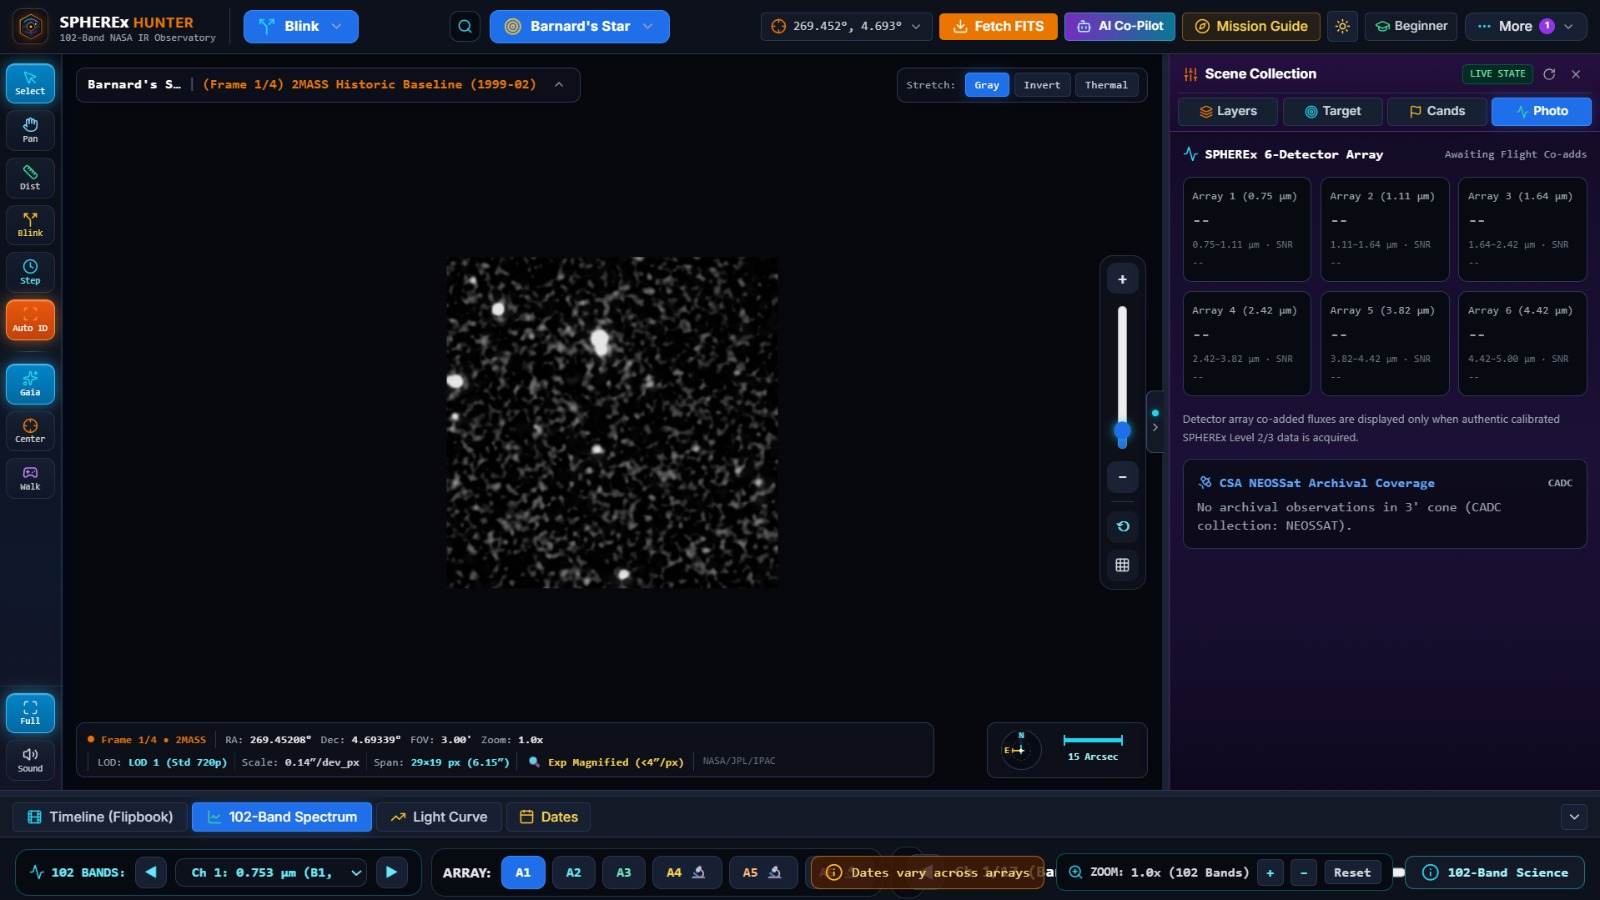 SPHEREx HUNTER
102-Band NASA IR Observatory
Blink
Barnard's Star
269.452°, 4.693°
Fetch FITS
AI Co-Pilot
Mission Guide
Beginner
More 1
Select
Pan
Dist
Blink
Step
Auto ID
Gaia
Center
Walk
Full
Sound
Barnard's S… | (Frame 1/4) 2MASS Historic Baseline (1999-02)
Stretch: Gray Invert Thermal
+
−
Frame 1/4 • 2MASS RA: 269.45208° Dec: 4.69339° FOV: 3.00' Zoom: 1.0x
LOD: LOD 1 (Std 720p) Scale: 0.14″/dev_px Span: 29×19 px (6.15″) Exp Magnified (<4″/px) NASA/JPL/IPAC
N
E
15 Arcsec
Scene Collection
LIVE STATE
Layers
Target
Cands
Photo
SPHEREx 6-Detector Array
Awaiting Flight Co-adds
Array 1 (0.75 µm)
--
0.75–1.11 µm · SNR
--
Array 2 (1.11 µm)
--
1.11–1.64 µm · SNR
--
Array 3 (1.64 µm)
--
1.64–2.42 µm · SNR
--
Array 4 (2.42 µm)
--
2.42–3.82 µm · SNR
--
Array 5 (3.82 µm)
--
3.82–4.42 µm · SNR
--
Array 6 (4.42 µm)
--
4.42–5.00 µm · SNR
--
Detector array co-added fluxes are displayed only when authentic calibrated
SPHEREx Level 2/3 data is acquired.
CSA NEOSSat Archival Coverage
CADC
No archival observations in 3' cone (CADC
collection: NEOSSAT).
Timeline (Flipbook)
102-Band Spectrum
Light Curve
Dates
102 BANDS:
Ch 1: 0.753 µm (B1,
ARRAY:
A1
A2
A3
A4
A5
Dates vary across arrays
ZOOM: 1.0x (102 Bands)
+
−
Reset
102-Band Science